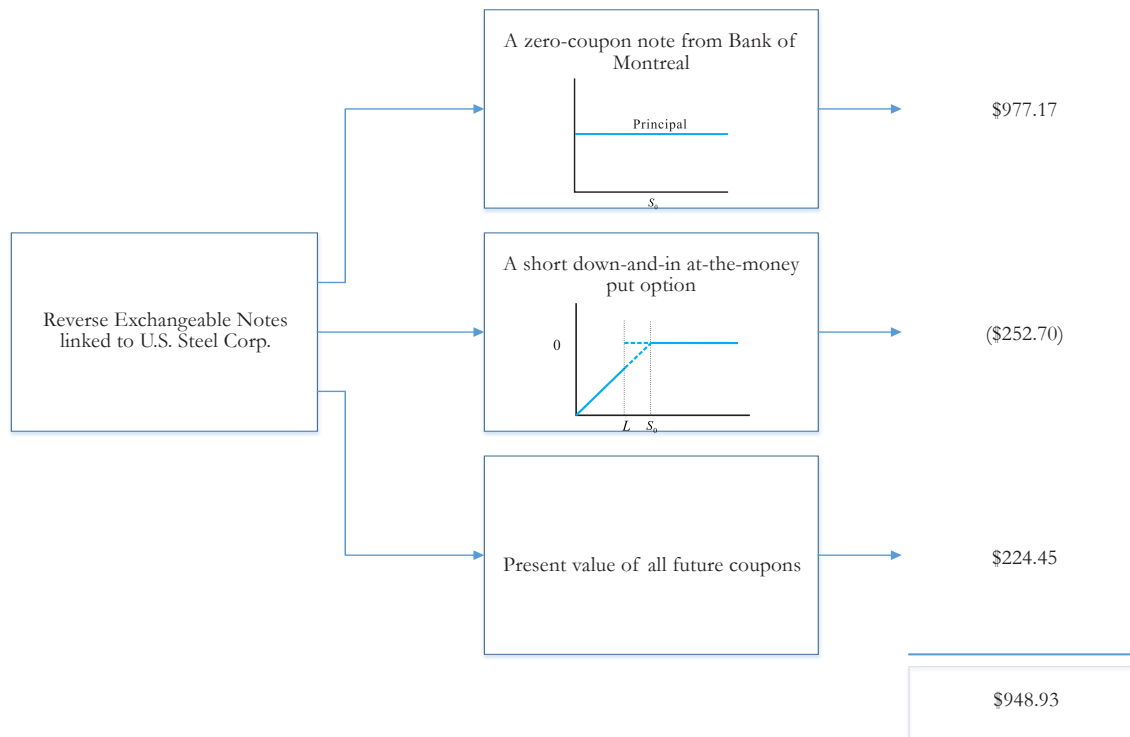 A zero-coupon note from Bank of
Montreal
Principal
S₀
$977.17
Reverse Exchangeable Notes
linked to U.S. Steel Corp.
A short down-and-in at-the-money
put option
0
L S₀
($252.70)
Present value of all future coupons
$224.45
$948.93